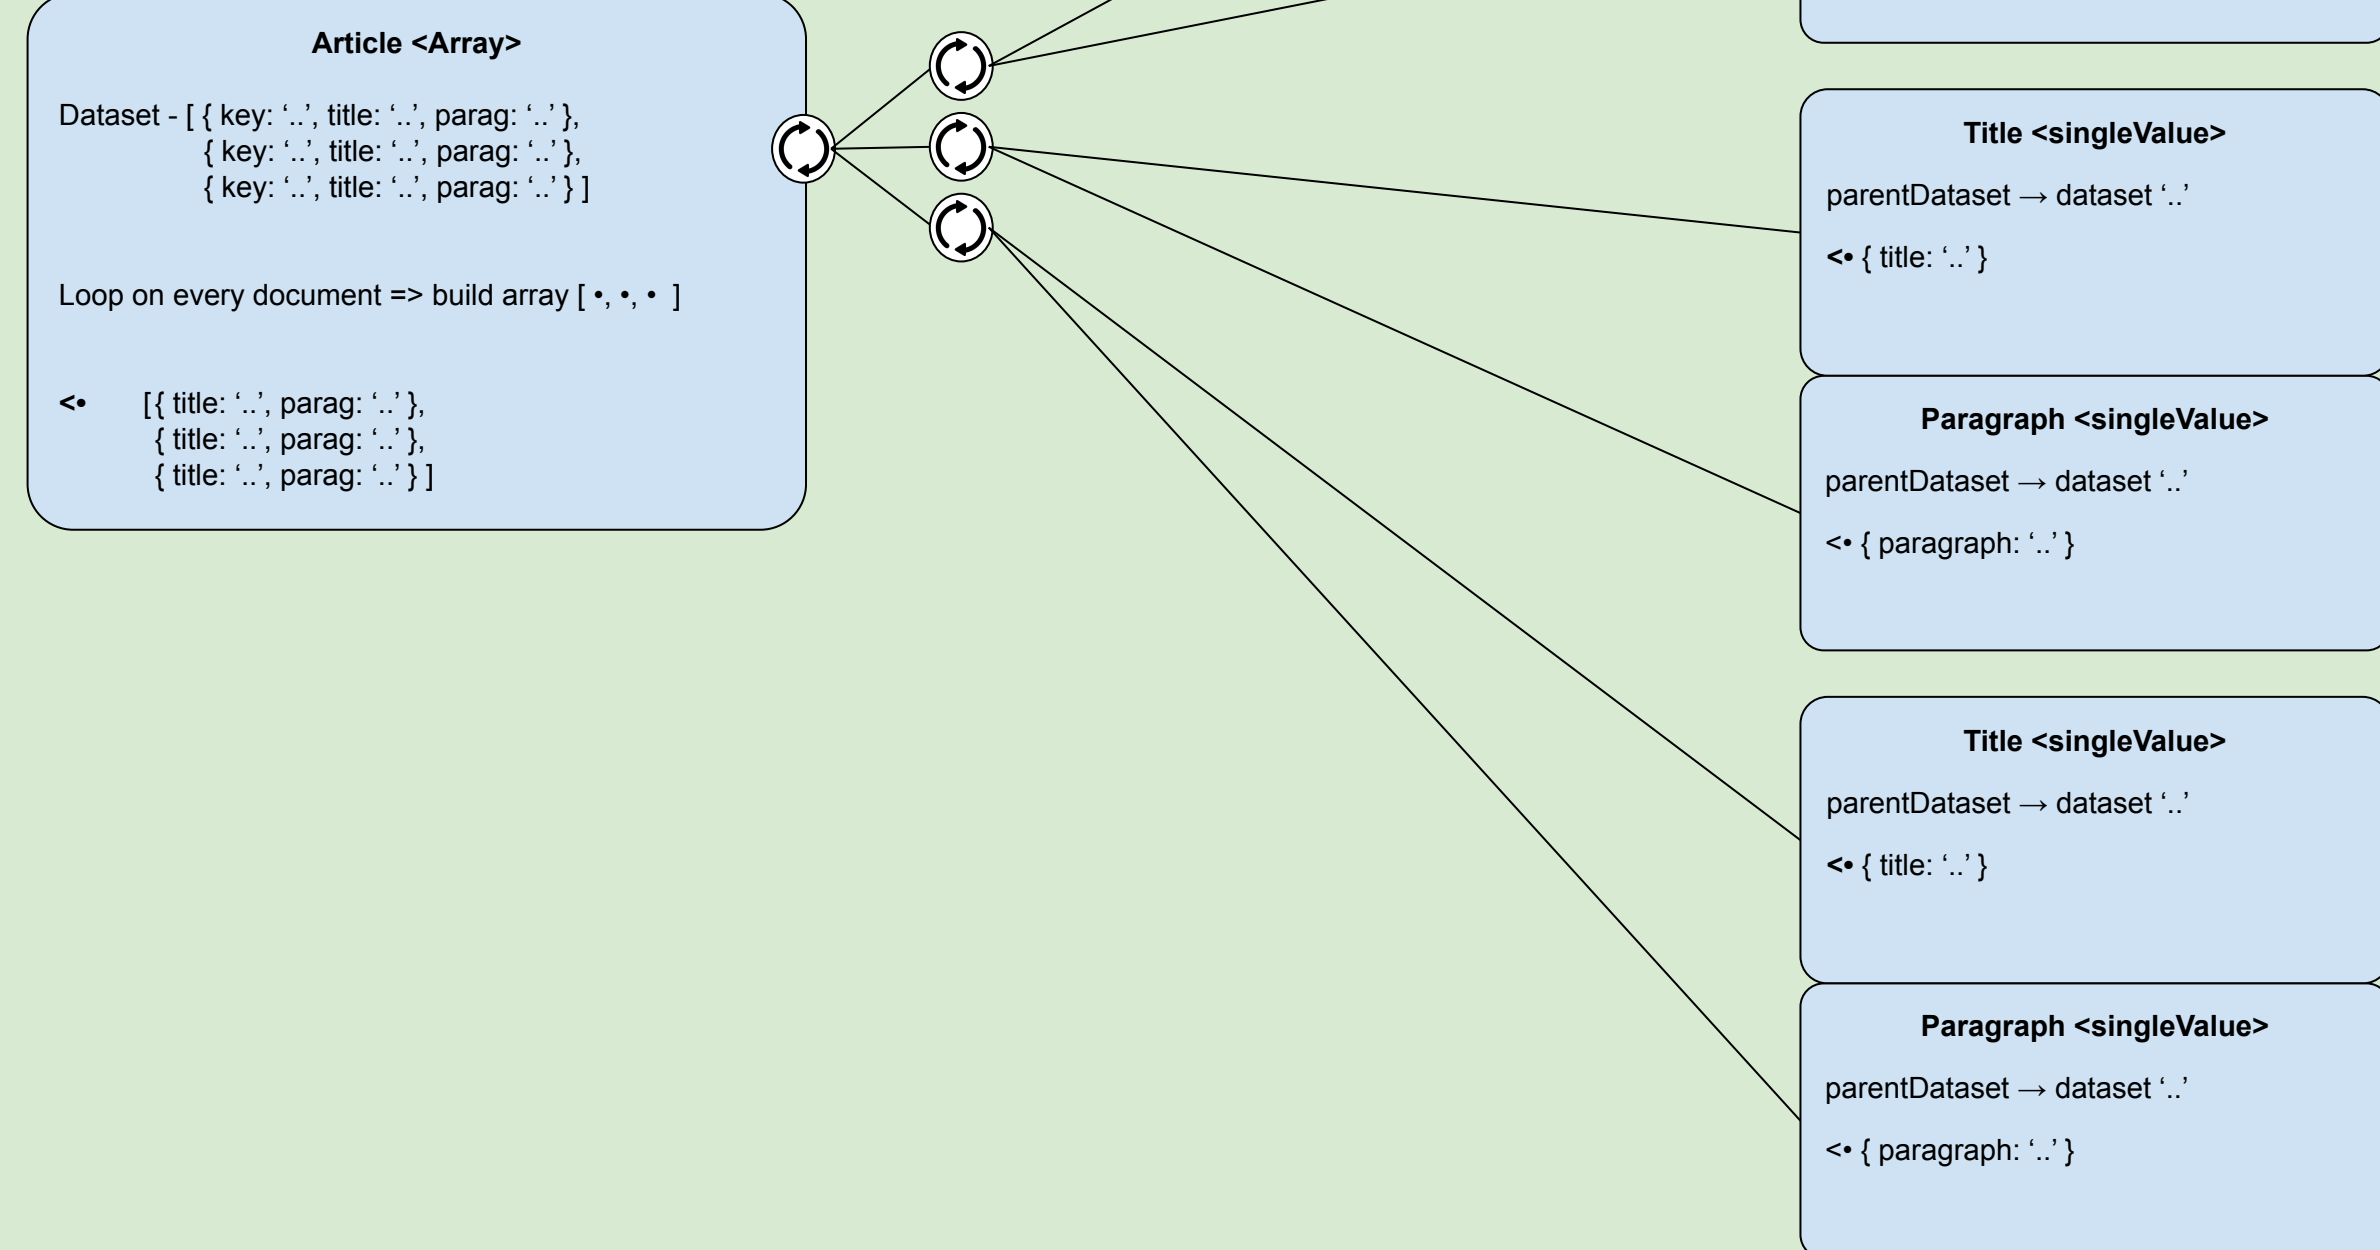 Article <Array>
Dataset - [ { key: ‘..’, title: ‘..’, parag: ‘..’ },
{ key: ‘..’, title: ‘..’, parag: ‘..’ },
{ key: ‘..’, title: ‘..’, parag: ‘..’ } ]
Loop on every document => build array [ •, •, • ]
<• [{ title: ‘..’, parag: ‘..’ },
{ title: ‘..’, parag: ‘..’ },
{ title: ‘..’, parag: ‘..’ } ]
Title <singleValue>
parentDataset → dataset ‘..’
<• { title: ‘..’ }
Paragraph <singleValue>
parentDataset → dataset ‘..’
<• { paragraph: ‘..’ }
Title <singleValue>
parentDataset → dataset ‘..’
<• { title: ‘..’ }
Paragraph <singleValue>
parentDataset → dataset ‘..’
<• { paragraph: ‘..’ }